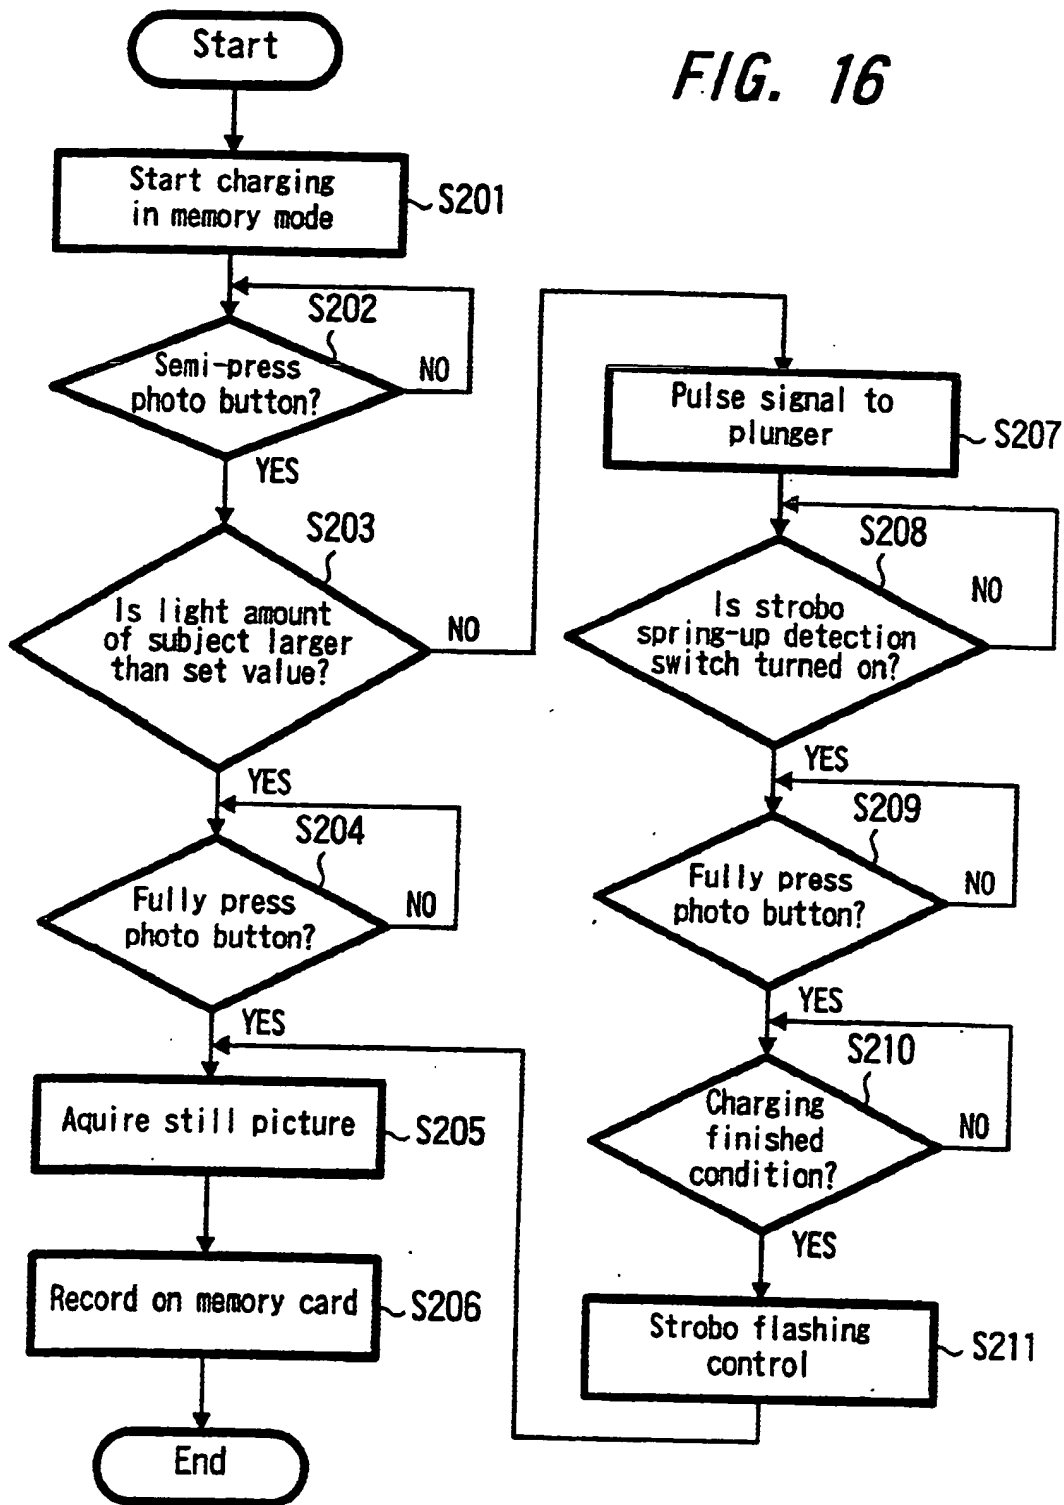 FIG. 16
Start
Start charging
in memory mode
S201
S202
Semi-press
photo button?
NO
YES
S203
Is light amount
of subject larger
than set value?
NO
YES
S204
Fully press
photo button?
NO
YES
Aquire still picture
S205
Record on memory card
S206
End
Pulse signal to
plunger
S207
S208
Is strobo
spring-up detection
switch turned on?
NO
YES
S209
Fully press
photo button?
NO
YES
S210
Charging
finished
condition?
NO
YES
Strobo flashing
control
S211